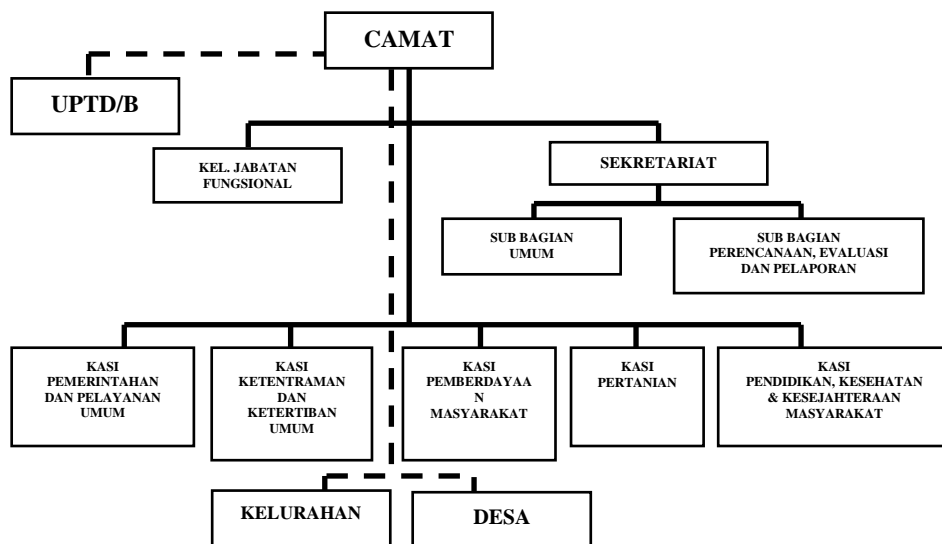 CAMAT
UPTD/B
KEL. JABATAN
FUNGSIONAL
SEKRETARIAT
SUB BAGIAN
UMUM
SUB BAGIAN
PERENCANAAN, EVALUASI
DAN PELAPORAN
KASI
PEMERINTAHAN
DAN PELAYANAN
UMUM
KASI
KETENTRAMAN
DAN
KETERTIBAN
UMUM
KASI
PEMBERDAYAA
N
MASYARAKAT
KASI
PERTANIAN
KASI
PENDIDIKAN, KESEHATAN
& KESEJAHTERAAN
MASYARAKAT
KELURAHAN
DESA